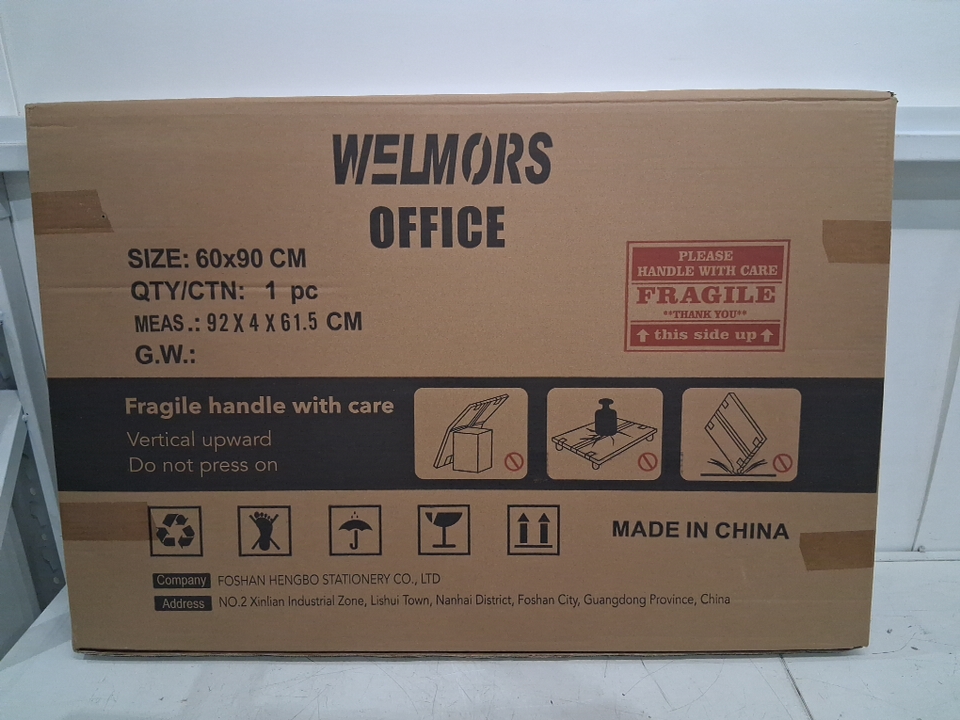 WELMORS
OFFICE
SIZE: 60x90 CM
QTY/CTN: 1 pc
MEAS.: 92 X 4 X 61.5 CM
G.W.:
PLEASE
HANDLE WITH CARE
FRAGILE
**THANK YOU**
this side up
Fragile handle with care
Vertical upward
Do not press on
MADE IN CHINA
Company FOSHAN HENGBO STATIONERY CO., LTD
Address NO.2 Xinlian Industrial Zone, Lishui Town, Nanhai District, Foshan City, Guangdong Province, China